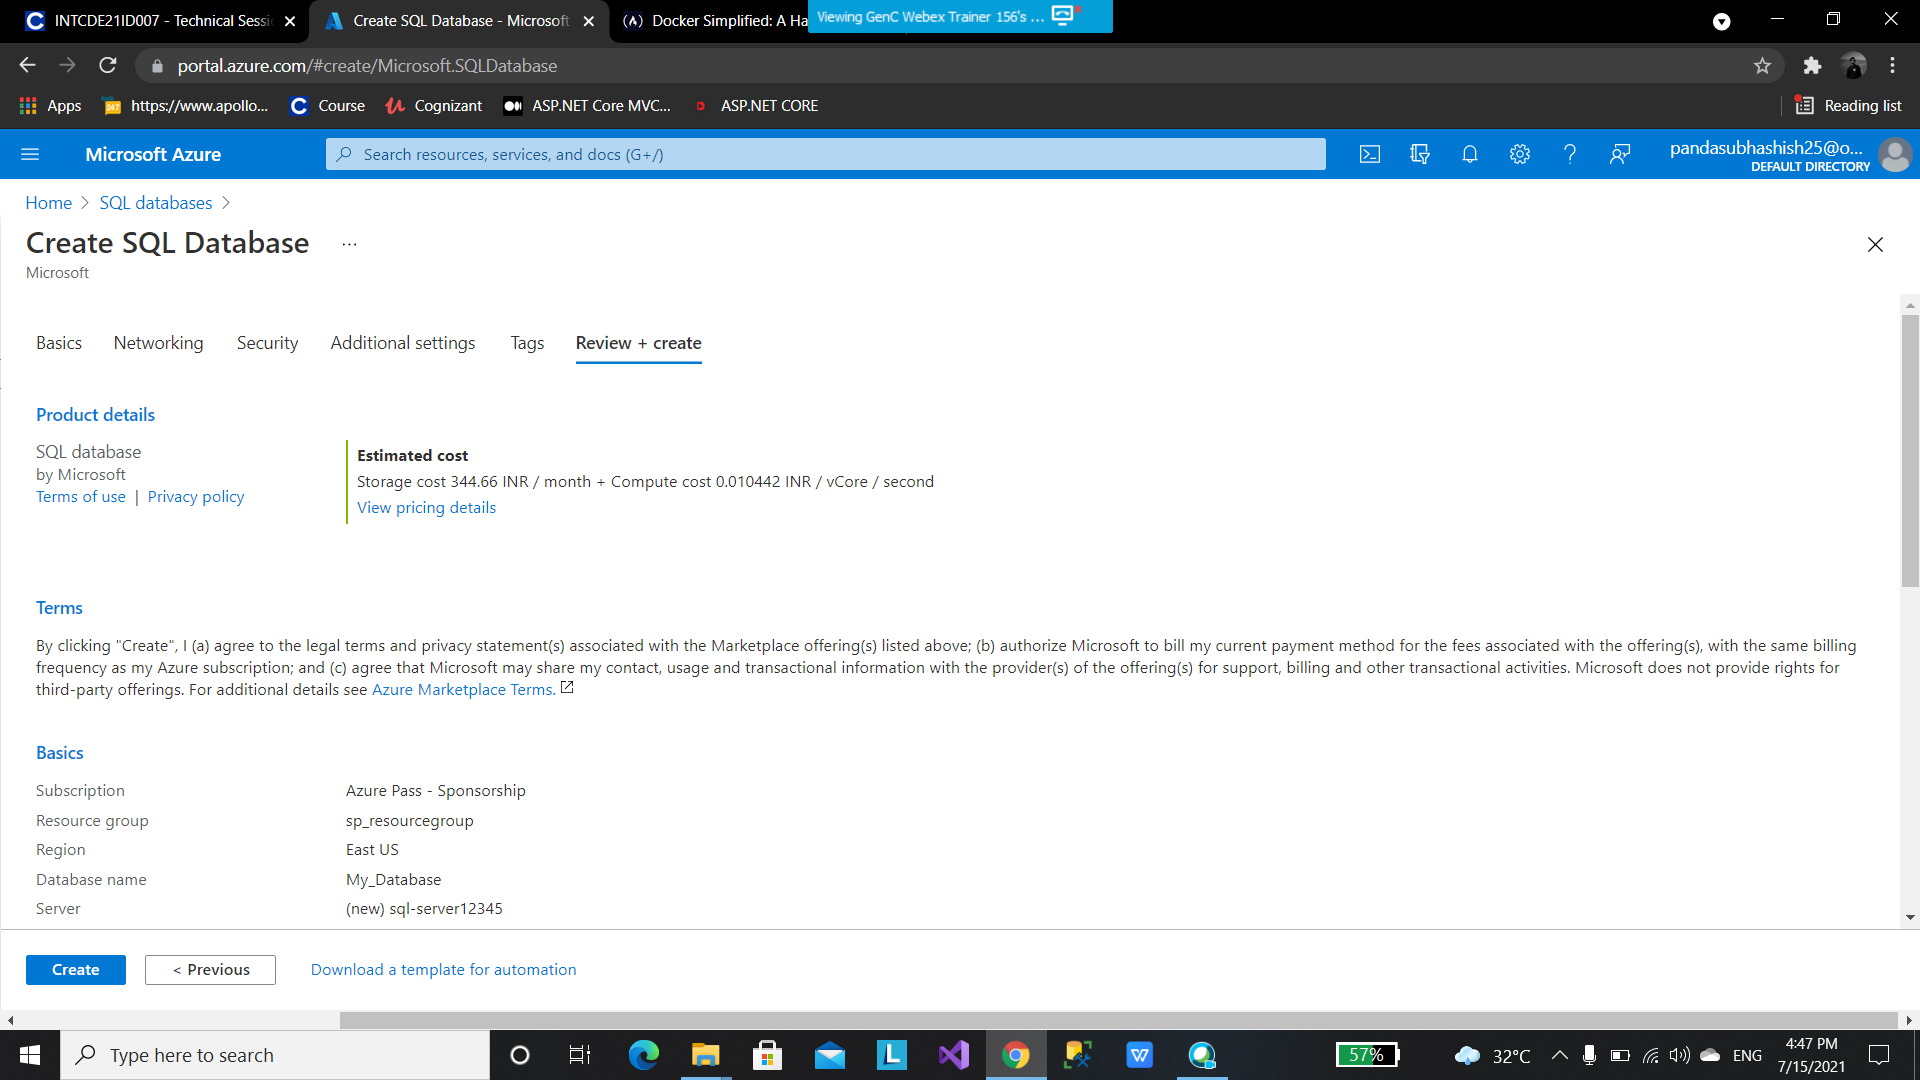 INTCDE21ID007 - Technical Sessi
Create SQL Database - Microsoft
Docker Simplified: A Ha
Viewing GenC Webex Trainer 156's ...
portal.azure.com/#create/Microsoft.SQLDatabase
Apps
https://www.apollo...
Course
Cognizant
ASP.NET Core MVC...
ASP.NET CORE
Reading list
Microsoft Azure
Search resources, services, and docs (G+/)
pandasubhashish25@o...
DEFAULT DIRECTORY
Home > SQL databases >
Create SQL Database ...
Microsoft
Basics Networking Security Additional settings Tags Review + create
Product details
SQL database
by Microsoft
Terms of use | Privacy policy
Estimated cost
Storage cost 344.66 INR / month + Compute cost 0.010442 INR / vCore / second
View pricing details
Terms
By clicking "Create", I (a) agree to the legal terms and privacy statement(s) associated with the Marketplace offering(s) listed above; (b) authorize Microsoft to bill my current payment method for the fees associated with the offering(s), with the same billing
frequency as my Azure subscription; and (c) agree that Microsoft may share my contact, usage and transactional information with the provider(s) of the offering(s) for support, billing and other transactional activities. Microsoft does not provide rights for
third-party offerings. For additional details see Azure Marketplace Terms.
Basics
Subscription Azure Pass - Sponsorship
Resource group sp_resourcegroup
Region East US
Database name My_Database
Server (new) sql-server12345
Create < Previous Download a template for automation
Type here to search
57%
32°C
ENG
4:47 PM
7/15/2021